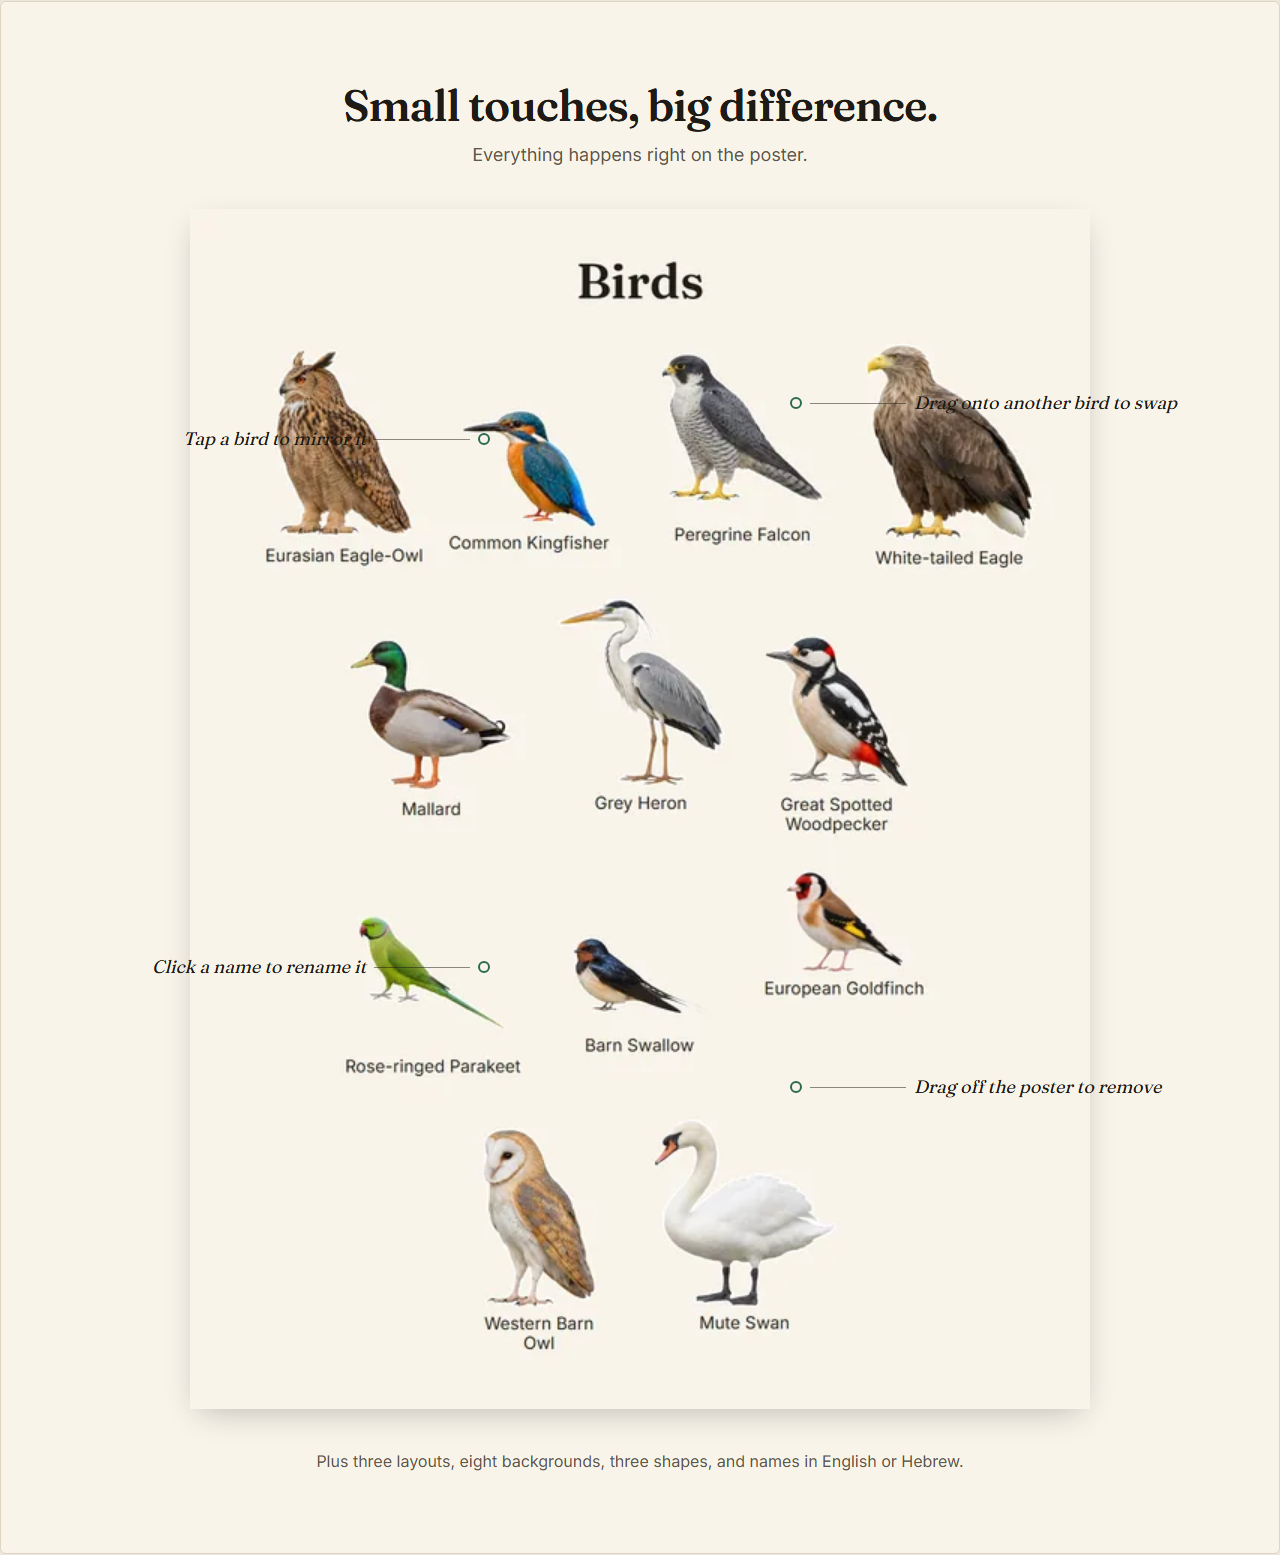 Small touches, big difference.
Everything happens right on the poster.
Birds
Drag onto another bird to swap
Tap a bird to mirror it
Eurasian Eagle-Owl
Common Kingfisher
Peregrine Falcon
White-tailed Eagle
Mallard
Grey Heron
Great Spotted
Woodpecker
Click a name to rename it
European Goldfinch
Barn Swallow
Rose-ringed Parakeet
Drag off the poster to remove
Western Barn
Owl
Mute Swan
Plus three layouts, eight backgrounds, three shapes, and names in English or Hebrew.